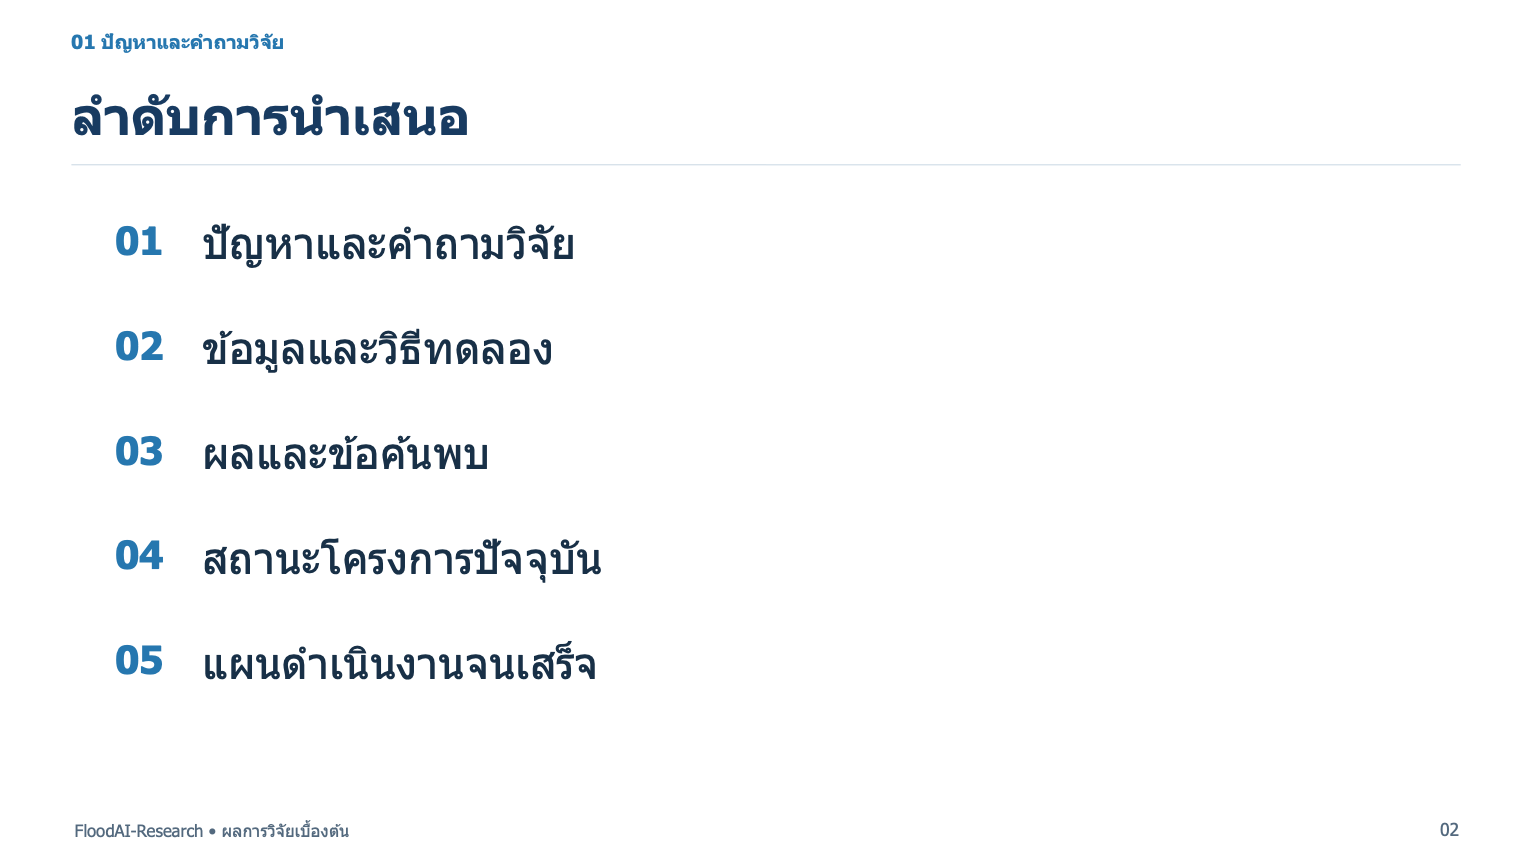 01 ปัญหาและคำถามวิจัย
ลำดับการนำเสนอ
01 ปัญหาและคำถามวิจัย
02 ข้อมูลและวิธีทดลอง
03 ผลและข้อค้นพบ
04 สถานะโครงการปัจจุบัน
05 แผนดำเนินงานจนเสร็จ
FloodAI-Research • ผลการวิจัยเบื้องต้น
02